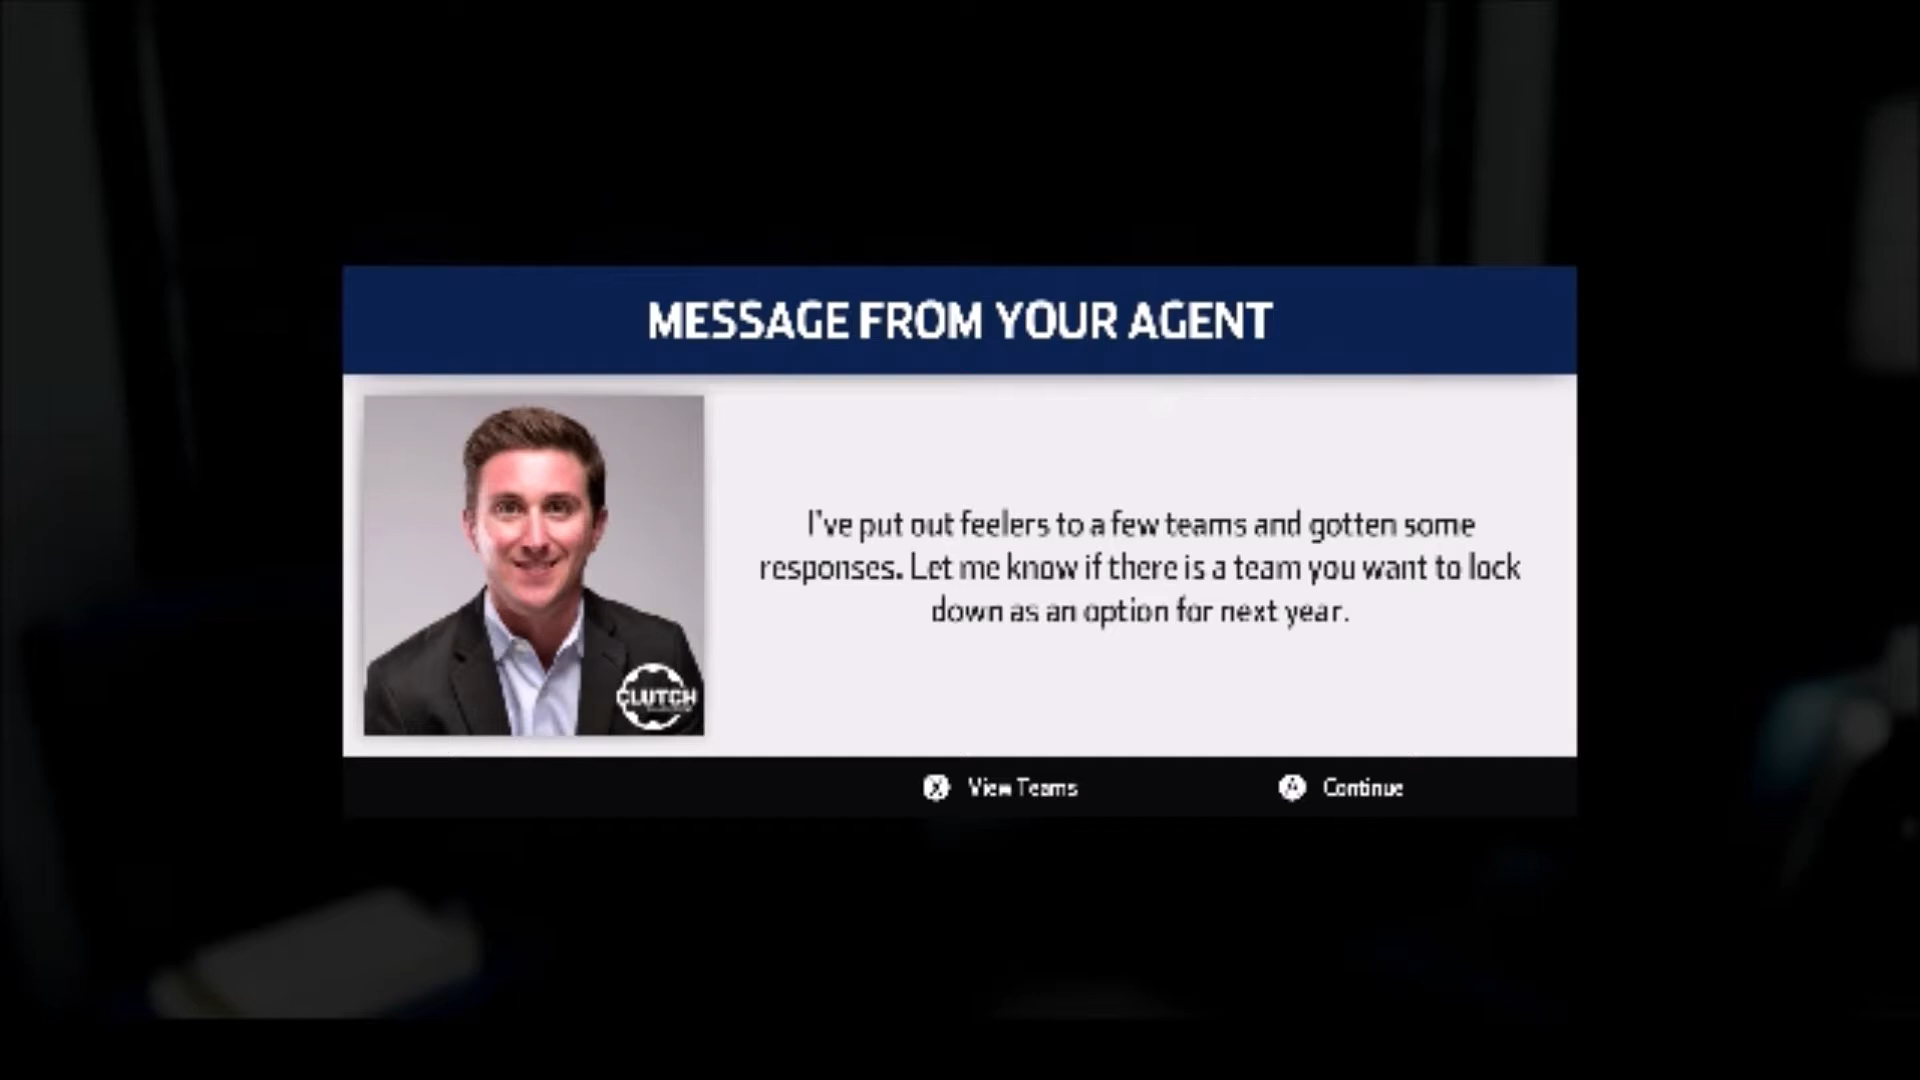 MESSAGE FROM YOUR AGENT
I've put out feelers to a few teams and gotten some
responses. Let me know if there is a team you want to lock
down as an option for next year.
CLUTCH
X View Teams
A Continue